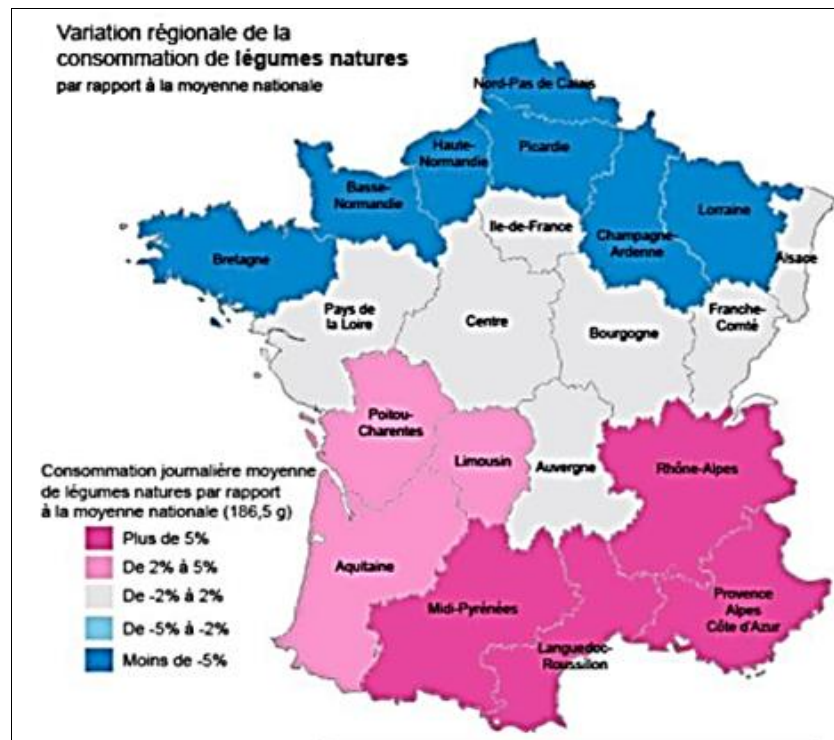 Variation régionale de la
consommation de légumes natures
par rapport à la moyenne nationale
Nord-Pas de Calais
Haute-
Normandie
Picardie
Basse-
Normandie
Ile-de-France
Champagne-
Ardenne
Lorraine
Alsace
Bretagne
Pays de
la Loire
Centre
Bourgogne
Franche-
Comté
Poitou-
Charentes
Limousin
Auvergne
Rhône-Alpes
Consommation journalière moyenne
de légumes natures par rapport
à la moyenne nationale (186,5 g)
Plus de 5%
De 2% à 5%
De -2% à 2%
De -5% à -2%
Moins de -5%
Aquitaine
Midi-Pyrénées
Languedoc-
Roussillon
Provence
Alpes
Côte d'Azur